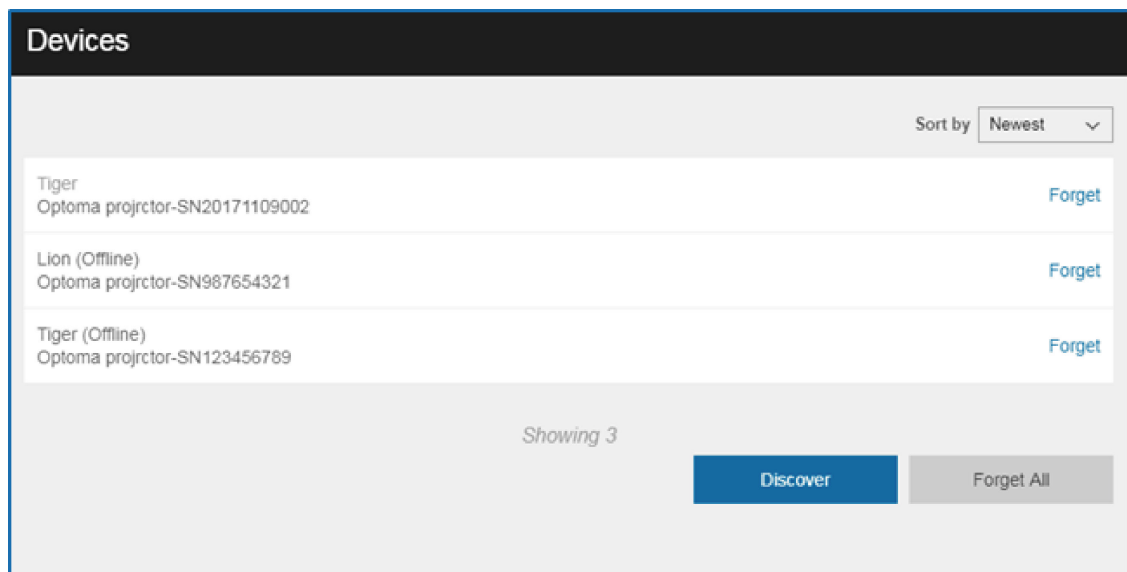 Devices
Sort by Newest
Tiger
Optoma projrctor-SN20171109002
Forget
Lion (Offline)
Optoma projrctor-SN987654321
Forget
Tiger (Offline)
Optoma projrctor-SN123456789
Forget
Showing 3
Discover
Forget All